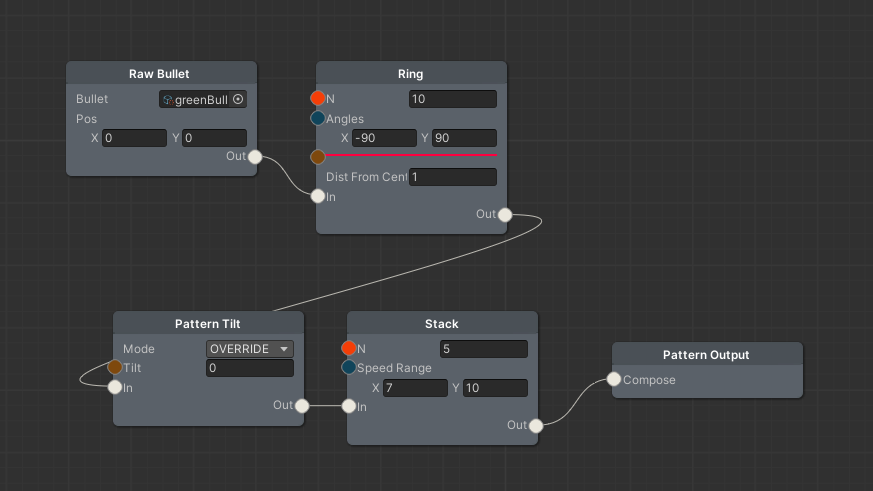 Raw Bullet
Bullet greenBull
Pos
X 0 Y 0
Out
Ring
N 10
Angles
X -90 Y 90
Dist From Cent 1
In
Out
Pattern Tilt
Mode OVERRIDE
Tilt 0
In
Out
Stack
N 5
Speed Range
X 7 Y 10
In
Out
Pattern Output
Compose